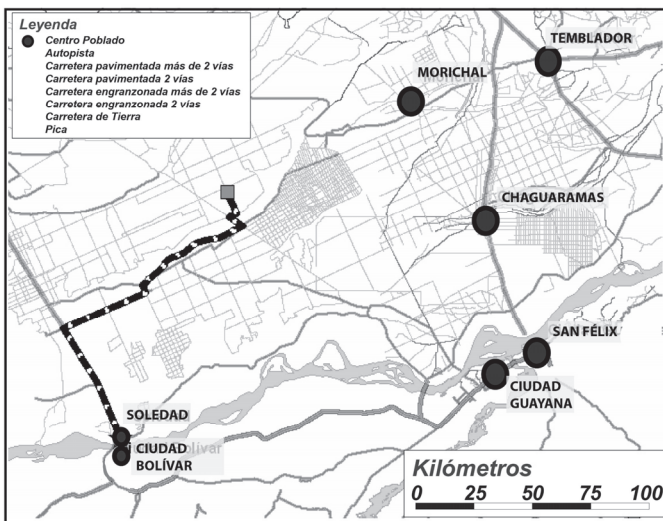 Leyenda
Centro Poblado
Autopista
Carretera pavimentada más de 2 vías
Carretera pavimentada 2 vías
Carretera engranzonada más de 2 vías
Carretera engranzonada 2 vías
Carretera de Tierra
Pica
TEMBLADOR
MORICHAL
CHAGUARAMAS
SAN FÉLIX
CIUDAD
GUAYANA
SOLEDAD
CIUDAD
BOLÍVAR
Kilómetros
0 25 50 75 100